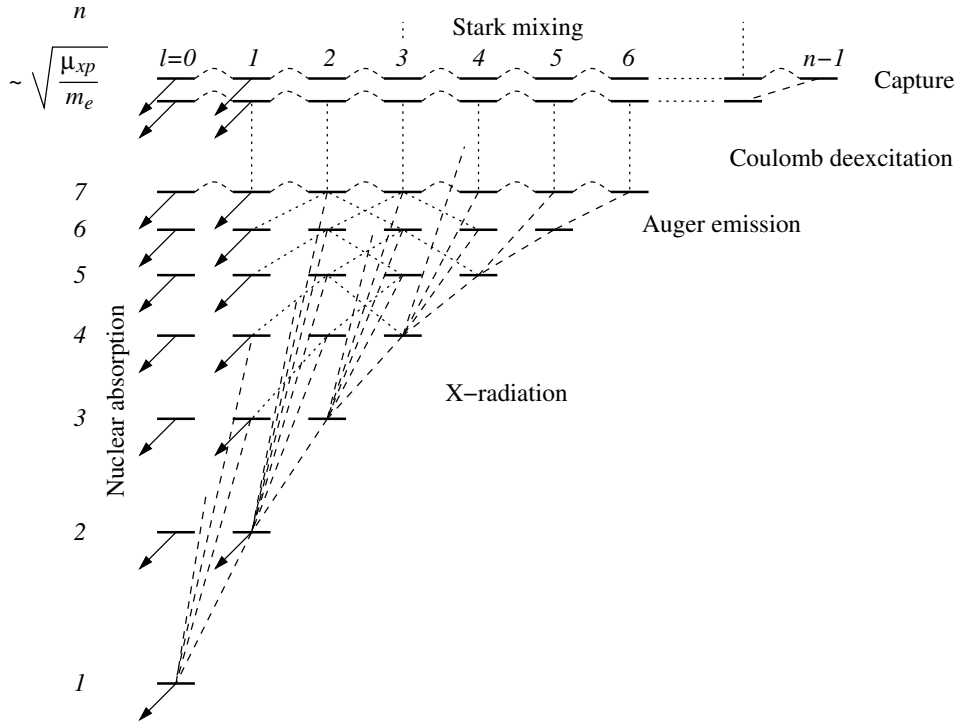 n
Stark mixing
l=0 1 2 3 4 5 6 n−1
~ √(μxp/me)
Capture
Coulomb deexcitation
7
Auger emission
6
5
4
X−radiation
3
Nuclear absorption
2
1